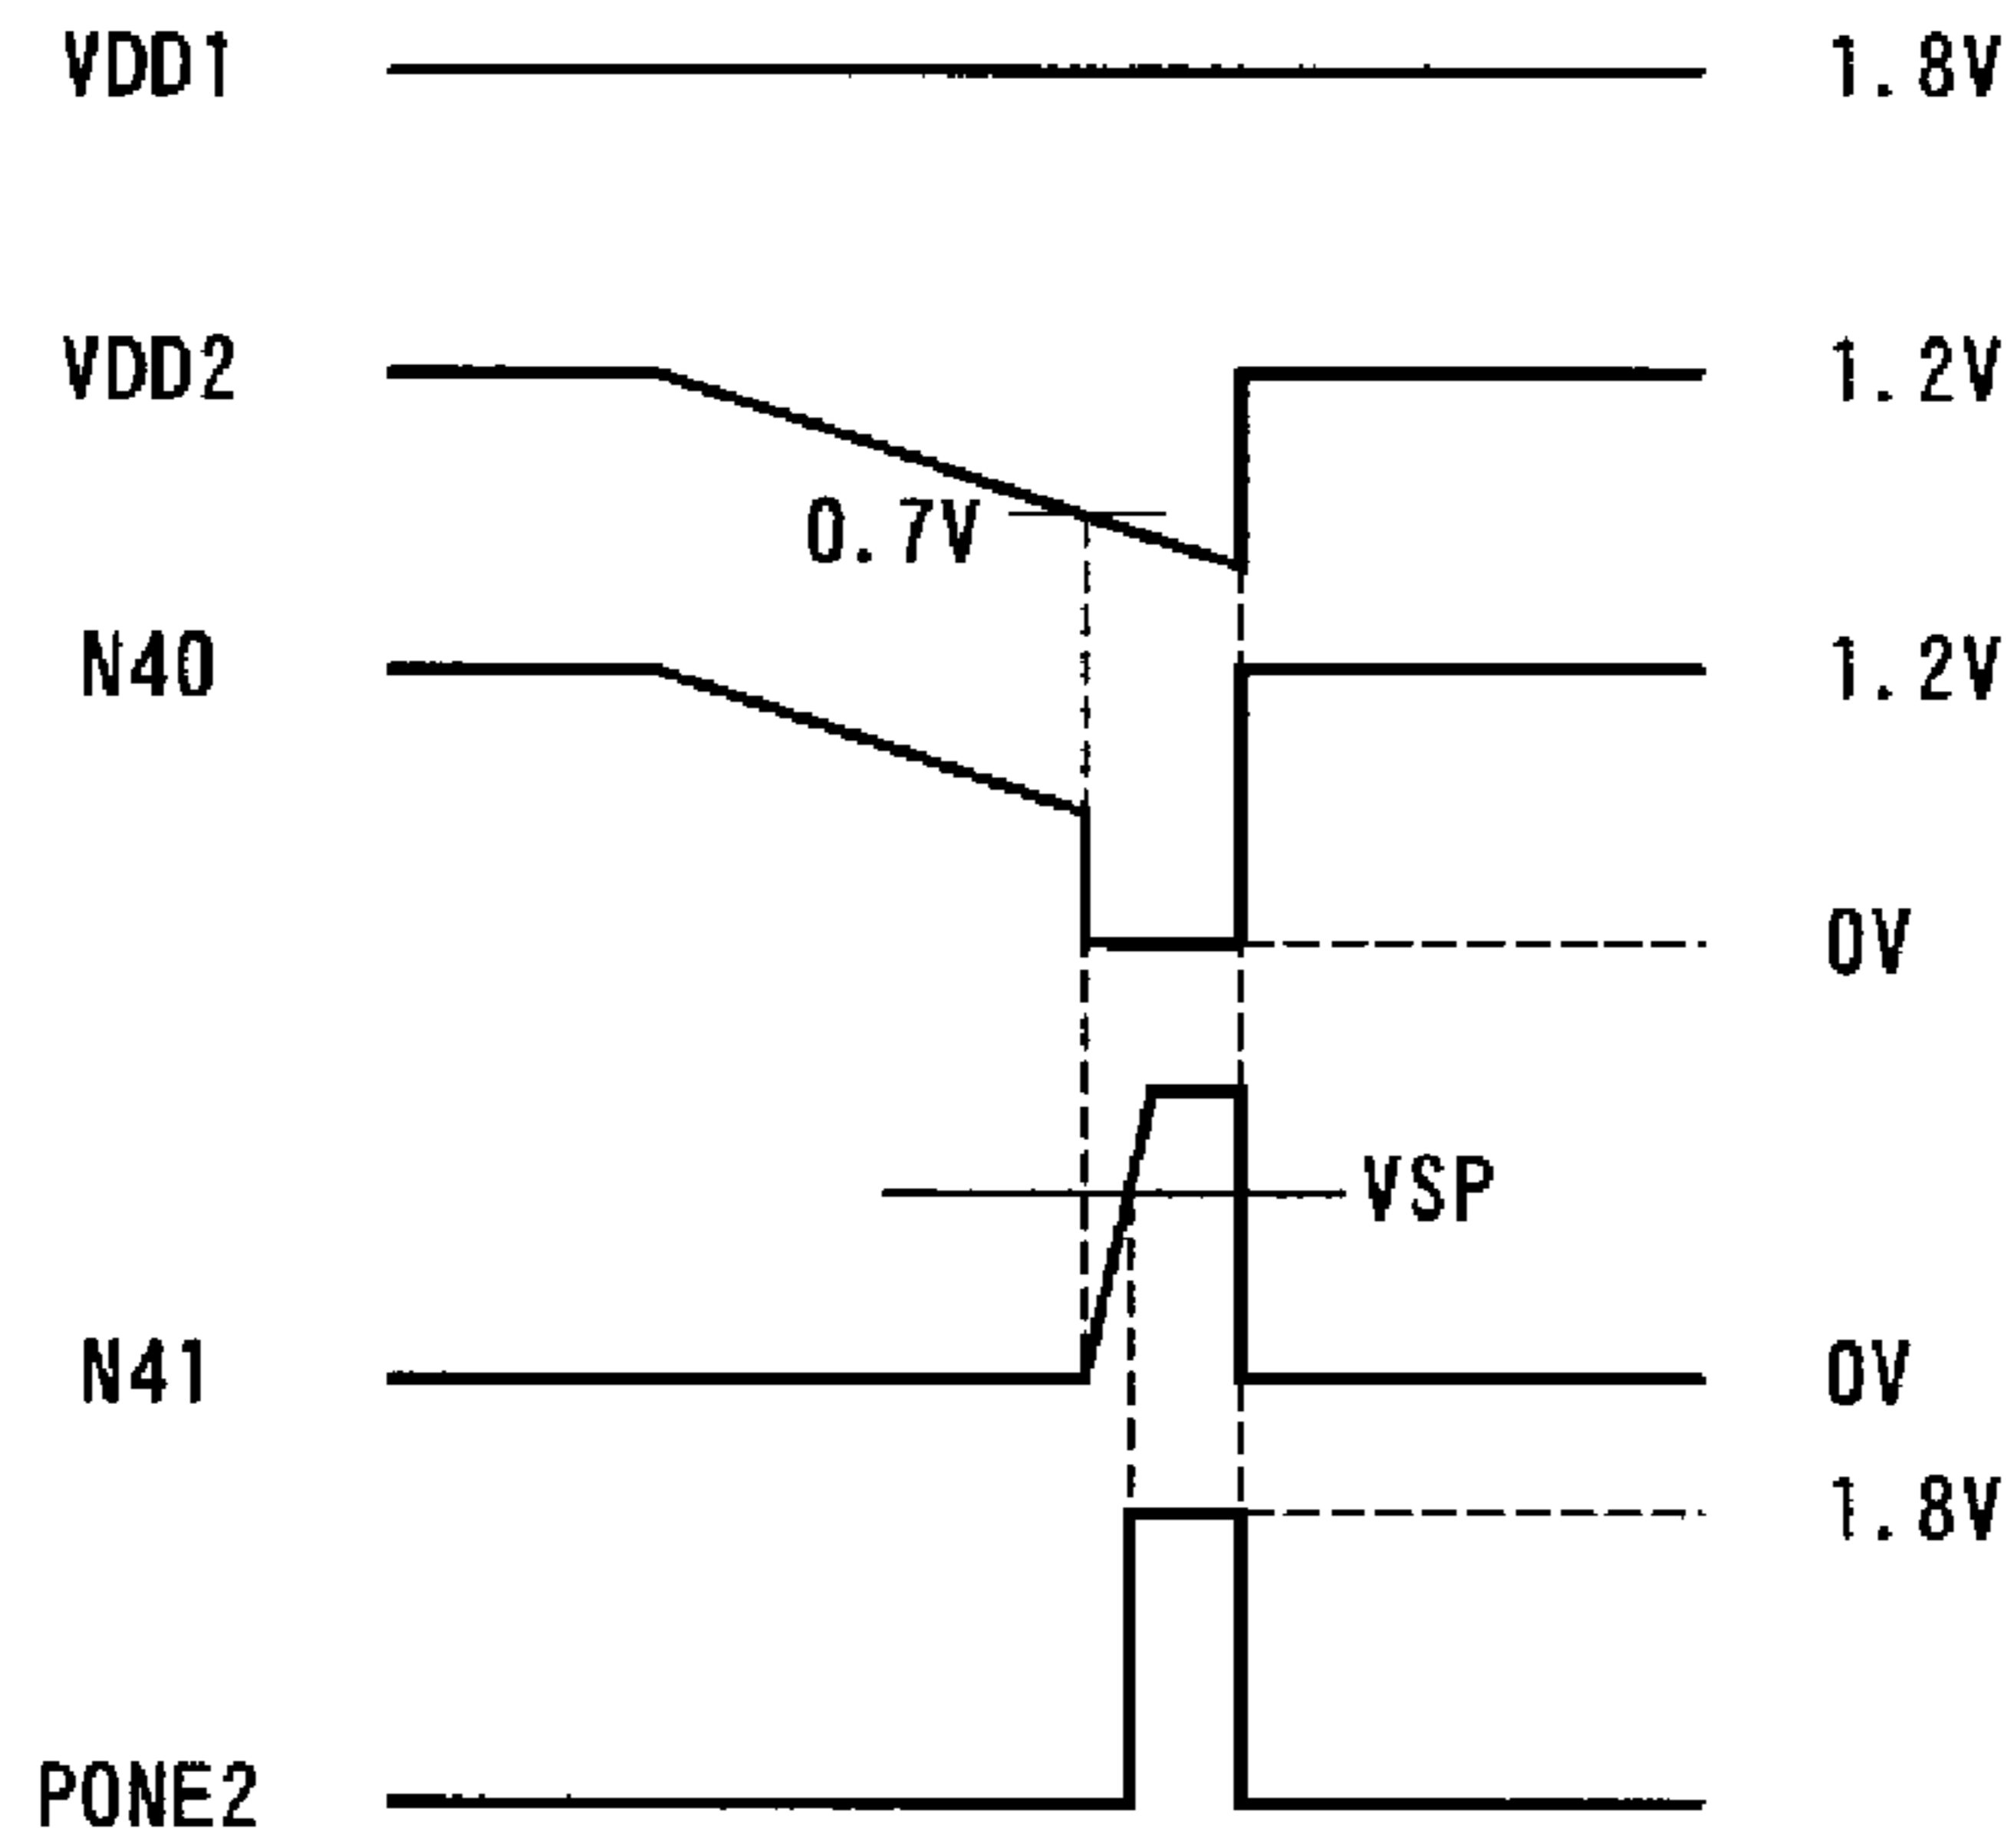 VDD1 1.8V
VDD2 1.2V
0.7V
N40 1.2V
0V
VSP
N41 0V
1.8V
PONE2